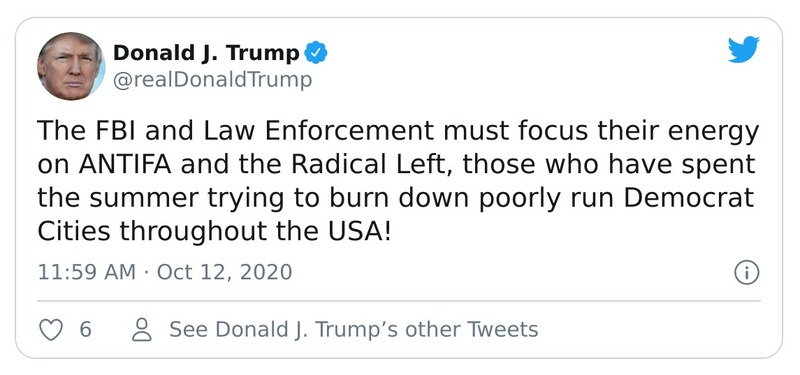 Donald J. Trump
@realDonaldTrump
The FBI and Law Enforcement must focus their energy
on ANTIFA and the Radical Left, those who have spent
the summer trying to burn down poorly run Democrat
Cities throughout the USA!
11:59 AM · Oct 12, 2020
6 See Donald J. Trump’s other Tweets